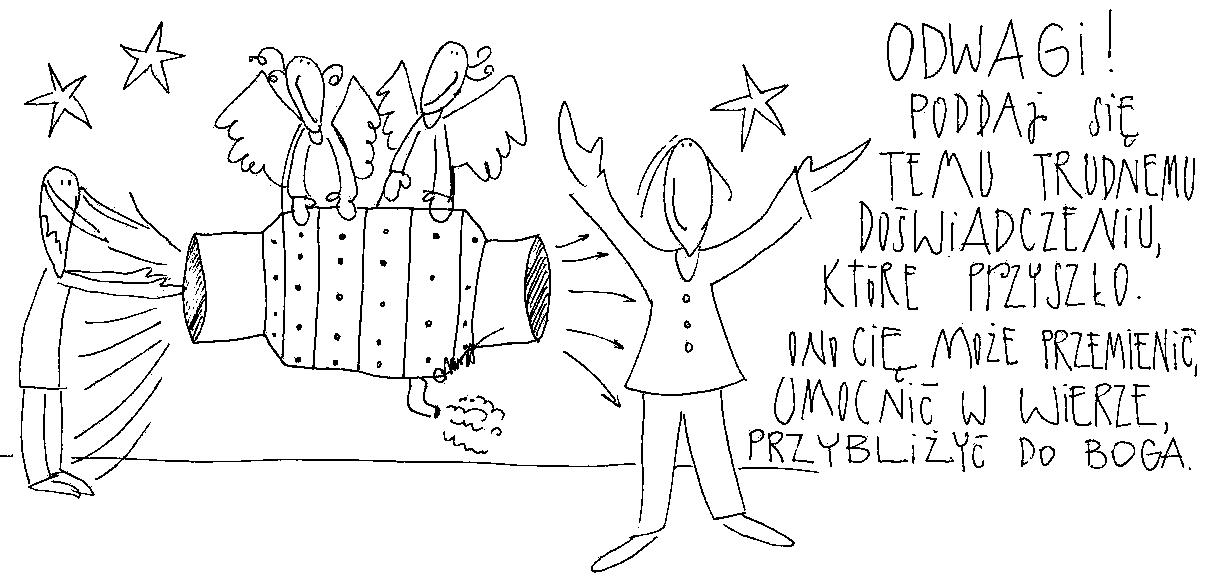 ODWAGI!
PODDAJ SIĘ
TEMU TRUDNEMU
DOŚWIADCZENIU,
KTÓRE PRZYSZŁO.
ONO CIĘ MOŻE PRZEMIENIĆ,
UMOCNIĆ W WIERZE,
PRZYBLIŻYĆ DO BOGA.